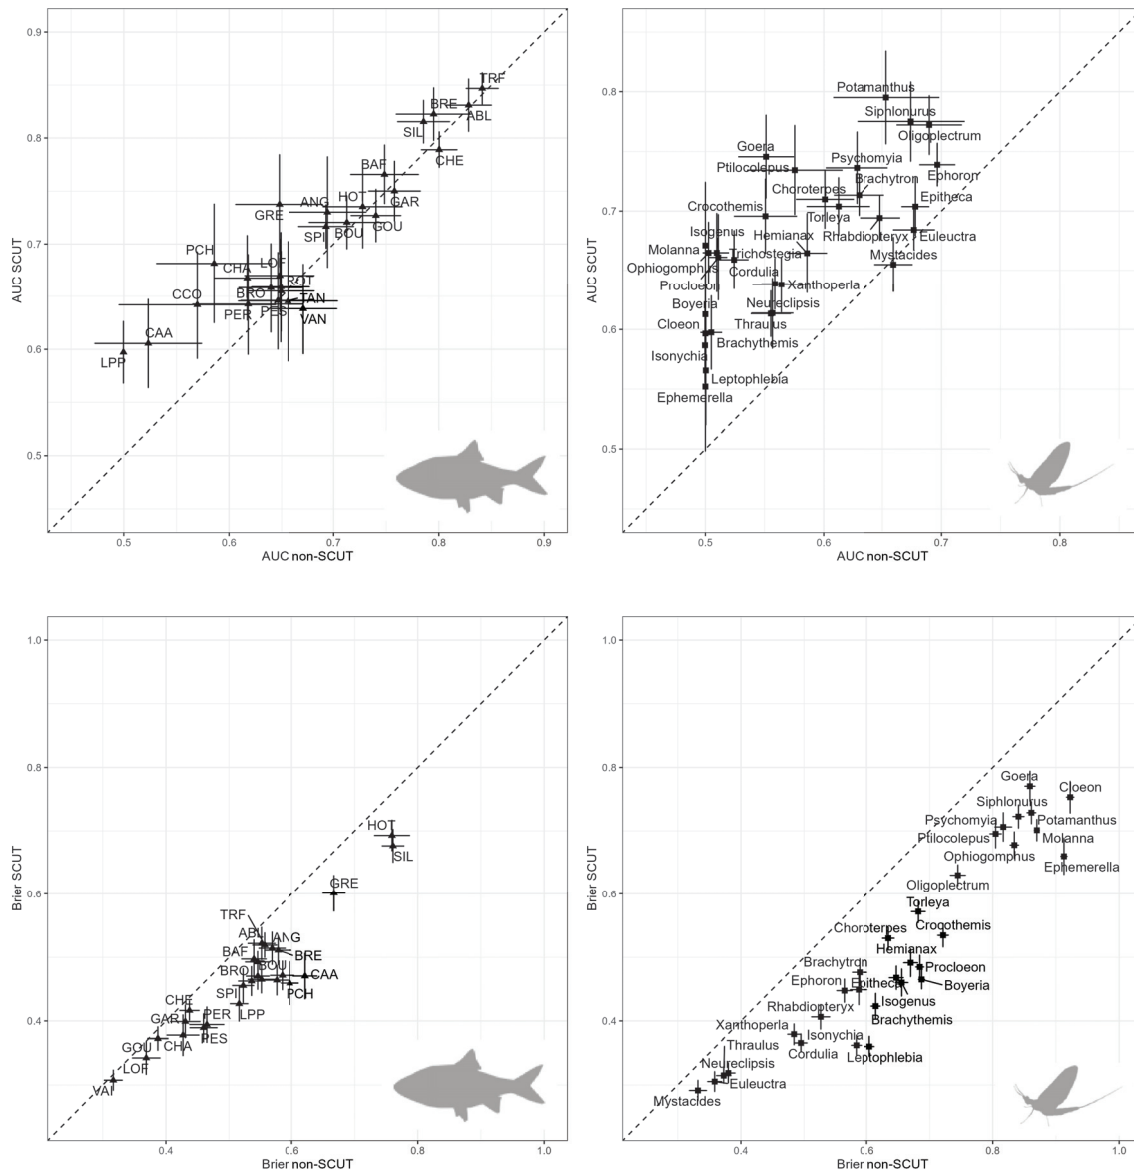 0.9
0.8
0.7
0.6
0.5
AUC SCUT
TRF
BRE
ABL
SIL
CHE
BAF
GAR
HOT
ANG
GRE
GOU
SPI
BOU
PCH
LOF
CHA
ROT
CCO
BRO
TAN
PER
PES
VAN
CAA
LPP
0.5 0.6 0.7 0.8 0.9
AUC non-SCUT
0.8
0.7
0.6
0.5
AUC SCUT
Potamanthus
Siphlonurus
Oligoplectrum
Goera
Psychomyia
Ptilocolepus
Ephoron
Brachytron
Choroterpes
Epitheca
Crocothemis
Torleya
Isogenus
Hemianax
Rhabdiopteryx
Euleuctra
Molanna
Trichostegia
Mystacides
Ophiogomphus
Cordulia
Procloeon
Xanthoperla
Boyeria
Neureclipsis
Cloeon
Thraulus
Brachythemis
Isonychia
Leptophlebia
Ephemerella
0.5 0.6 0.7 0.8
AUC non-SCUT
1.0
0.8
0.6
0.4
Brier SCUT
HOT
SIL
GRE
TRF
ABL
ANG
BAF
BRE
BRO
BOU
CAA
SPI
PCH
CHE
GAR
PER
LPP
PES
GOU
CHA
LOF
0.4 0.6 0.8 1.0
Brier non-SCUT
1.0
0.8
0.6
0.4
Brier SCUT
Goera
Cloeon
Siphlonurus
Psychomyia
Potamanthus
Ptilocolepus
Molanna
Ophiogomphus
Ephemerella
Oligoplectrum
Torleya
Choroterpes
Crocothemis
Hemianax
Brachytron
Procloeon
Ephoron
Epitheca
Boyeria
Isogenus
Rhabdiopteryx
Brachythemis
Xanthoperla
Isonychia
Thraulus
Cordulia
Leptophlebia
Neureclipsis
Euleuctra
Mystacides
0.4 0.6 0.8 1.0
Brier non-SCUT